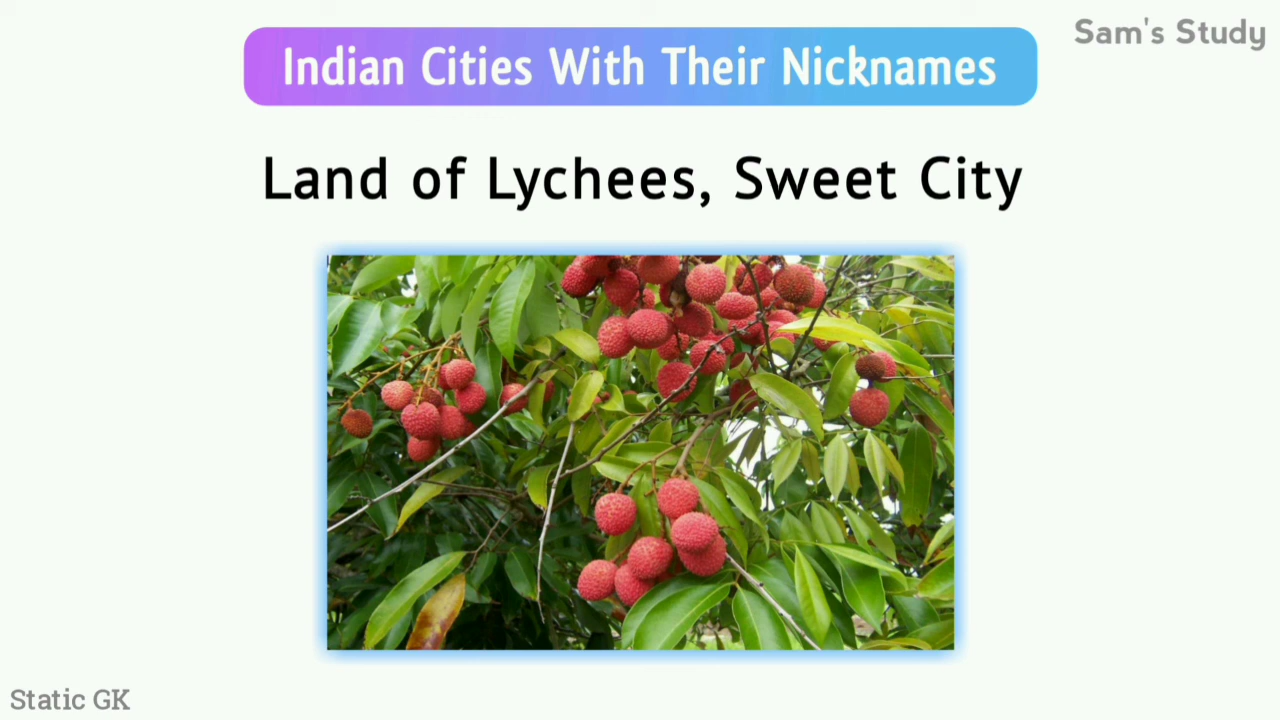 Sam's Study
Indian Cities With Their Nicknames
Land of Lychees, Sweet City
Static GK